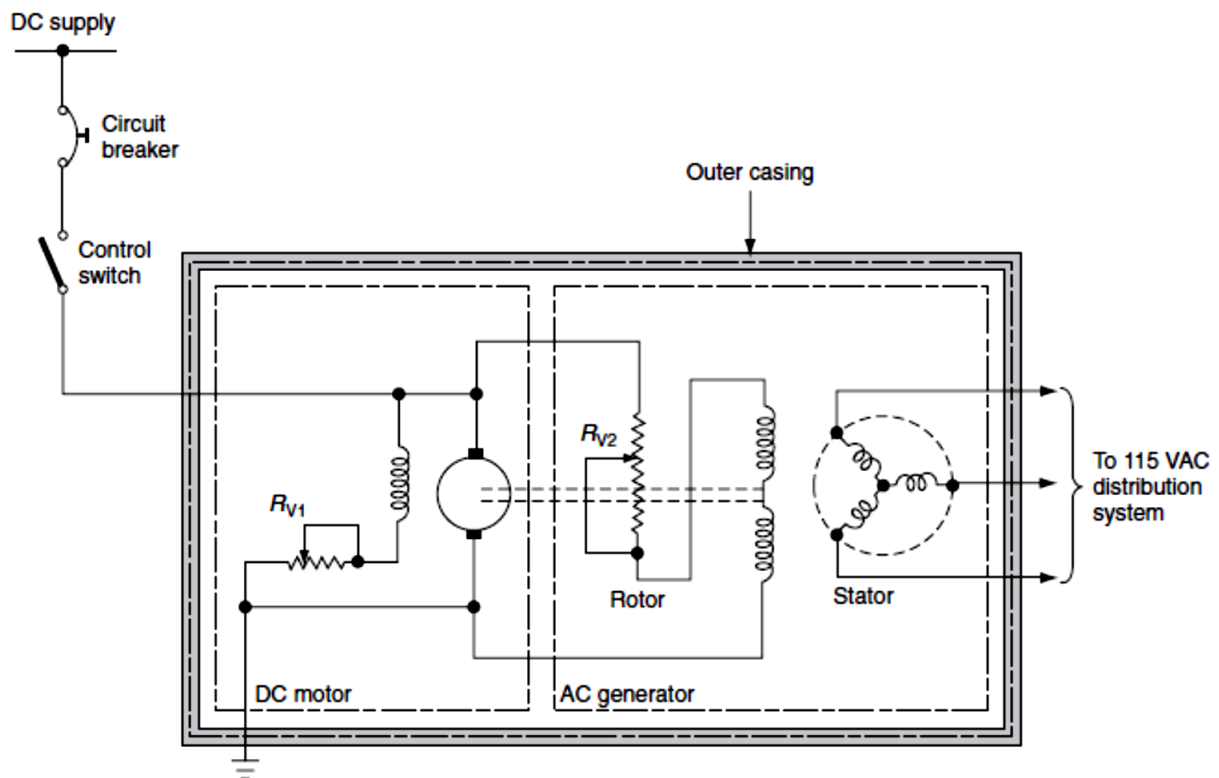 DC supply
Circuit
breaker
Outer casing
Control
switch
RV2
RV1
To 115 VAC
distribution
system
Rotor
Stator
DC motor
AC generator